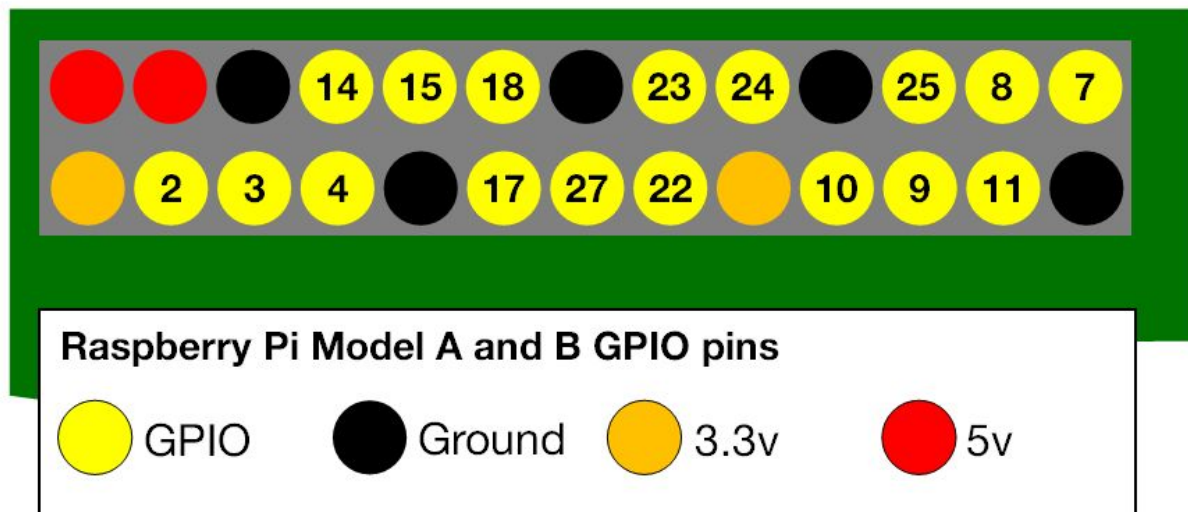 14 15 18 23 24 25 8 7
2 3 4 17 27 22 10 9 11
Raspberry Pi Model A and B GPIO pins
GPIO Ground 3.3v 5v